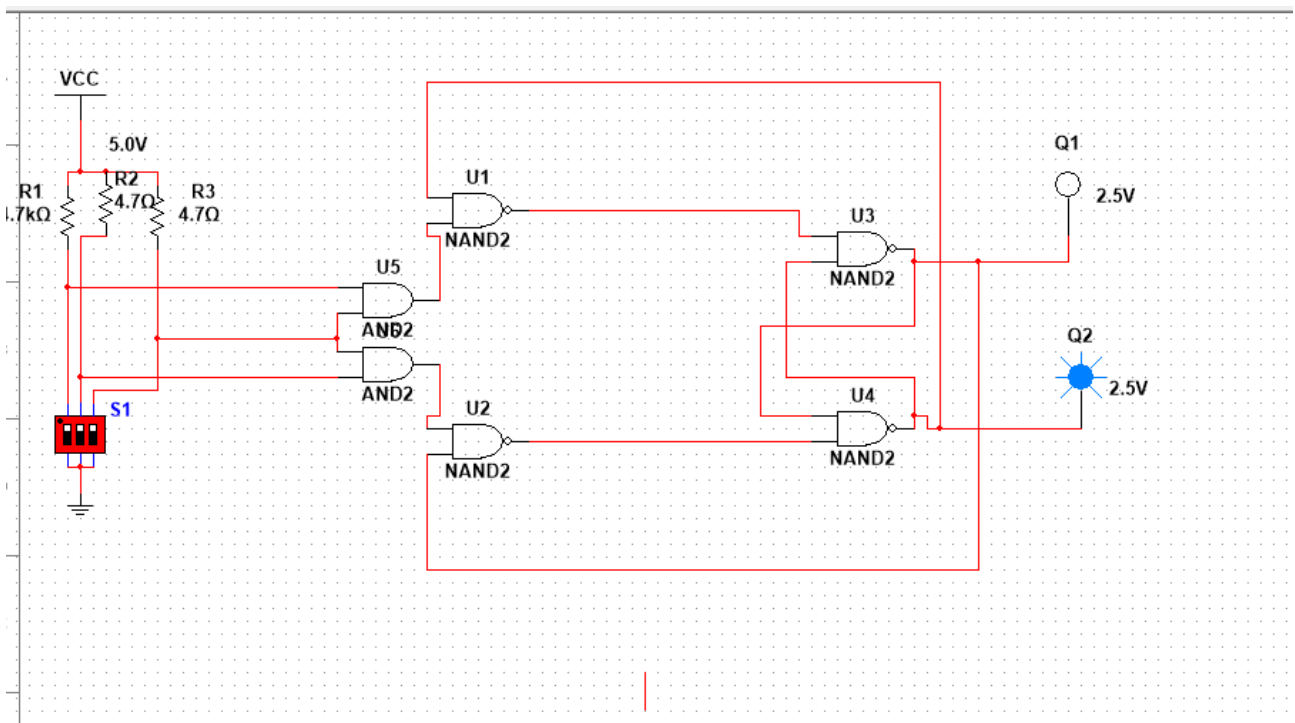 VCC
5.0V
R1
R2
4.7Ω
R3
4.7Ω
U1
NAND2
U5
AND2
AND2
U2
NAND2
U3
NAND2
U4
NAND2
Q1
2.5V
Q2
2.5V
S1